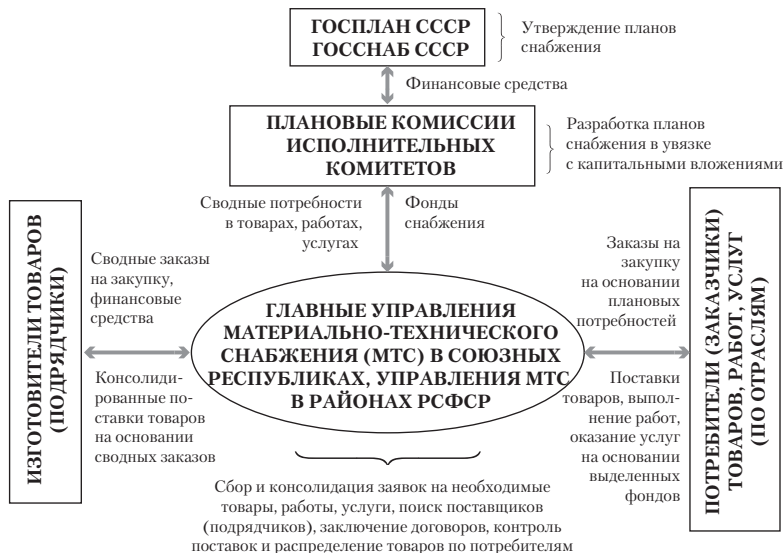 ГОСПЛАН СССР
ГОССНАБ СССР
Утверждение планов
снабжения
Финансовые средства
ПЛАНОВЫЕ КОМИССИИ
ИСПОЛНИТЕЛЬНЫХ
КОМИТЕТОВ
Разработка планов
снабжения в увязке
с капитальными вложениями
Сводные потребности
в товарах, работах,
услугах
Фонды
снабжения
ИЗГОТОВИТЕЛИ ТОВАРОВ
(ПОДРЯДЧИКИ)
Сводные заказы
на закупку,
финансовые
средства
Консолиди-
рованные по-
ставки товаров
на основании
сводных заказов
ГЛАВНЫЕ УПРАВЛЕНИЯ
МАТЕРИАЛЬНО-ТЕХНИЧЕСКОГО
СНАБЖЕНИЯ (МТС) В СОЮЗНЫХ
РЕСПУБЛИКАХ, УПРАВЛЕНИЯ МТС
В РАЙОНАХ РСФСР
Заказы на
закупку
на основании
плановых
потребностей
Поставки
товаров, выпол-
нение работ,
оказание услуг
на основании
выделенных
фондов
ПОТРЕБИТЕЛИ (ЗАКАЗЧИКИ)
ТОВАРОВ, РАБОТ, УСЛУГ
(ПО ОТРАСЛЯМ)
Сбор и консолидация заявок на необходимые
товары, работы, услуги, поиск поставщиков
(подрядчиков), заключение договоров, контроль
поставок и распределение товаров по потребителям